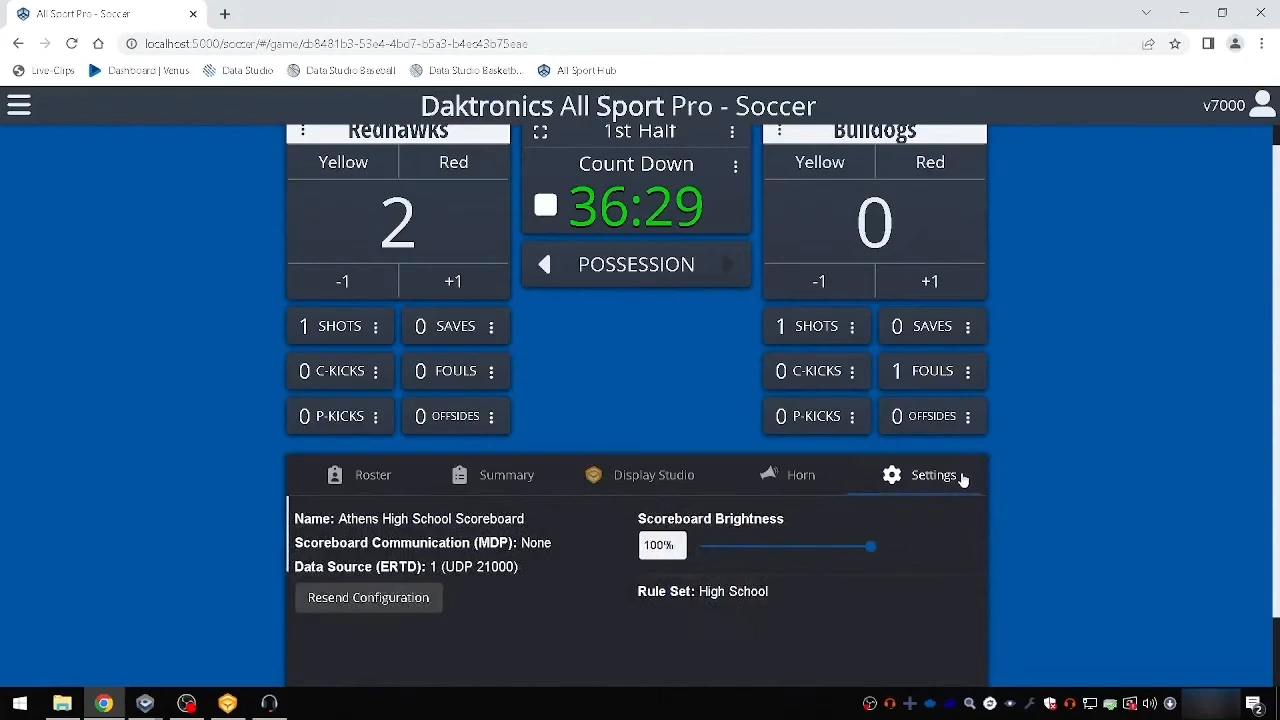 All Sport Pro - Soccer
localhost:5000/soccer/#/game/
Live-Clips
Dashboard | Venus
Data Studio
Data Studio Baseball
Data Studio Basketb...
All Sport Hub
Daktronics All Sport Pro - Soccer
v7000
Redhawks
1st Half
Bulldogs
Yellow
Red
Count Down
Yellow
Red
2
36:29
0
POSSESSION
-1
+1
-1
+1
1 SHOTS
0 SAVES
1 SHOTS
0 SAVES
0 C-KICKS
0 FOULS
0 C-KICKS
1 FOULS
0 P-KICKS
0 OFFSIDES
0 P-KICKS
0 OFFSIDES
Roster
Summary
Display Studio
Horn
Settings
Name: Athens High School Scoreboard
Scoreboard Communication (MDP): None
Data Source (ERTD): 1 (UDP 21000)
Resend Configuration
Scoreboard Brightness
100%
Rule Set: High School
2